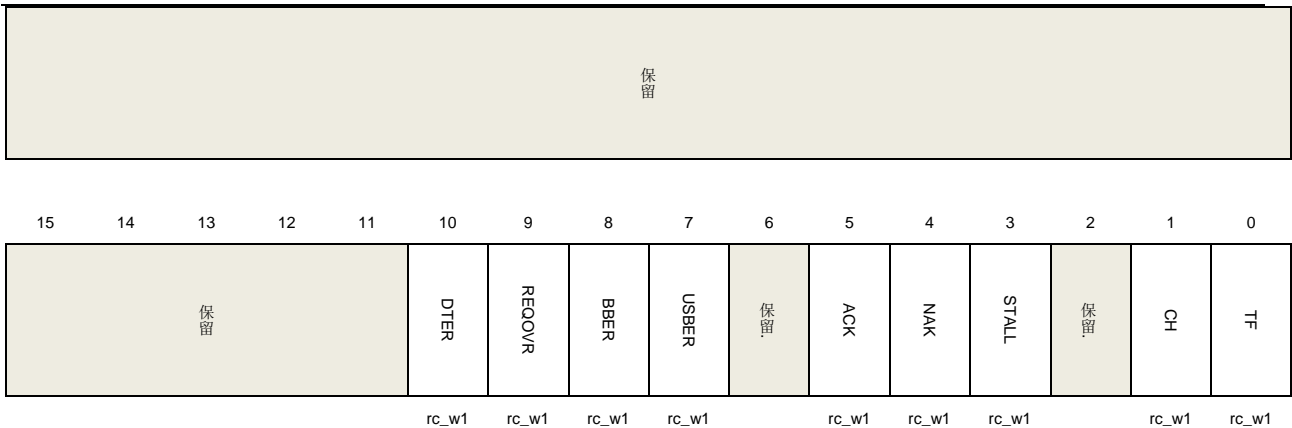 保留
15 14 13 12 11 10 9 8 7 6 5 4 3 2 1 0
保留 DTER REQOVR BBER USBER 保留. ACK NAK STALL 保留. CH TF
rc_w1 rc_w1 rc_w1 rc_w1 rc_w1 rc_w1 rc_w1 rc_w1 rc_w1